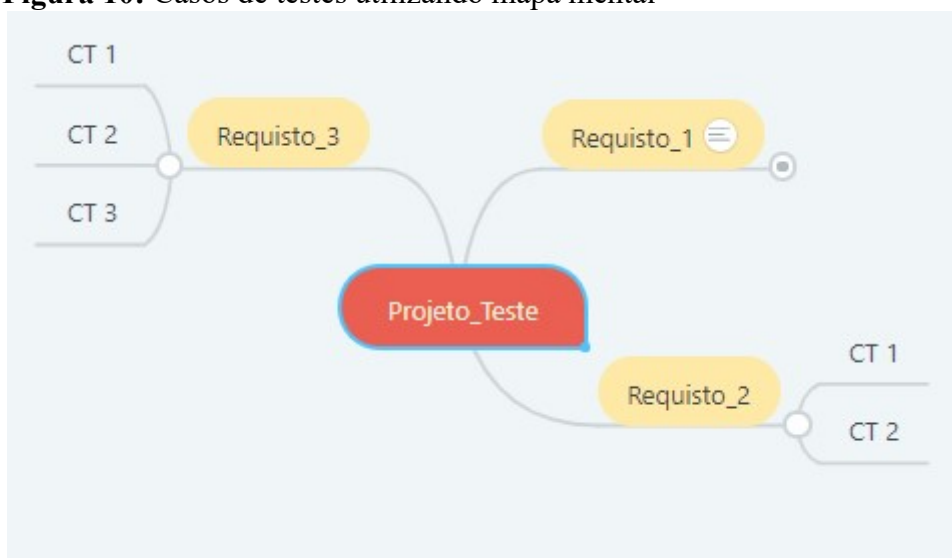 Figura 10: Casos de testes utilizando mapa mental
CT 1
CT 2
CT 3
Requisto_3
Requisto_1
Projeto_Teste
Requisto_2
CT 1
CT 2